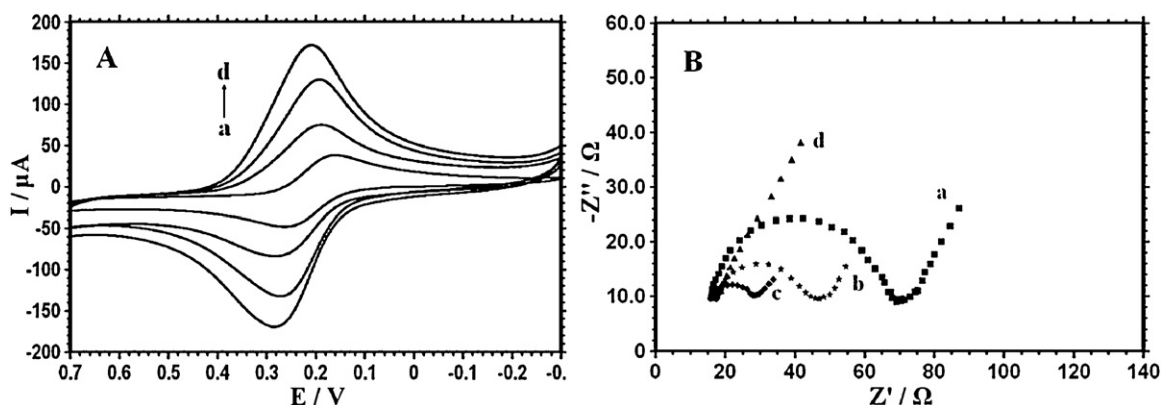 A
d
a
I / µA
200
150
100
50
0
-50
-100
-150
-200
0.7 0.6 0.5 0.4 0.3 0.2 0.1 0 -0.1 -0.2 -0.
E / V
B
d
a
b
c
-Z'' / Ω
60.0
50.0
40.0
30.0
20.0
10.0
0
0 20 40 60 80 100 120 140
Z' / Ω